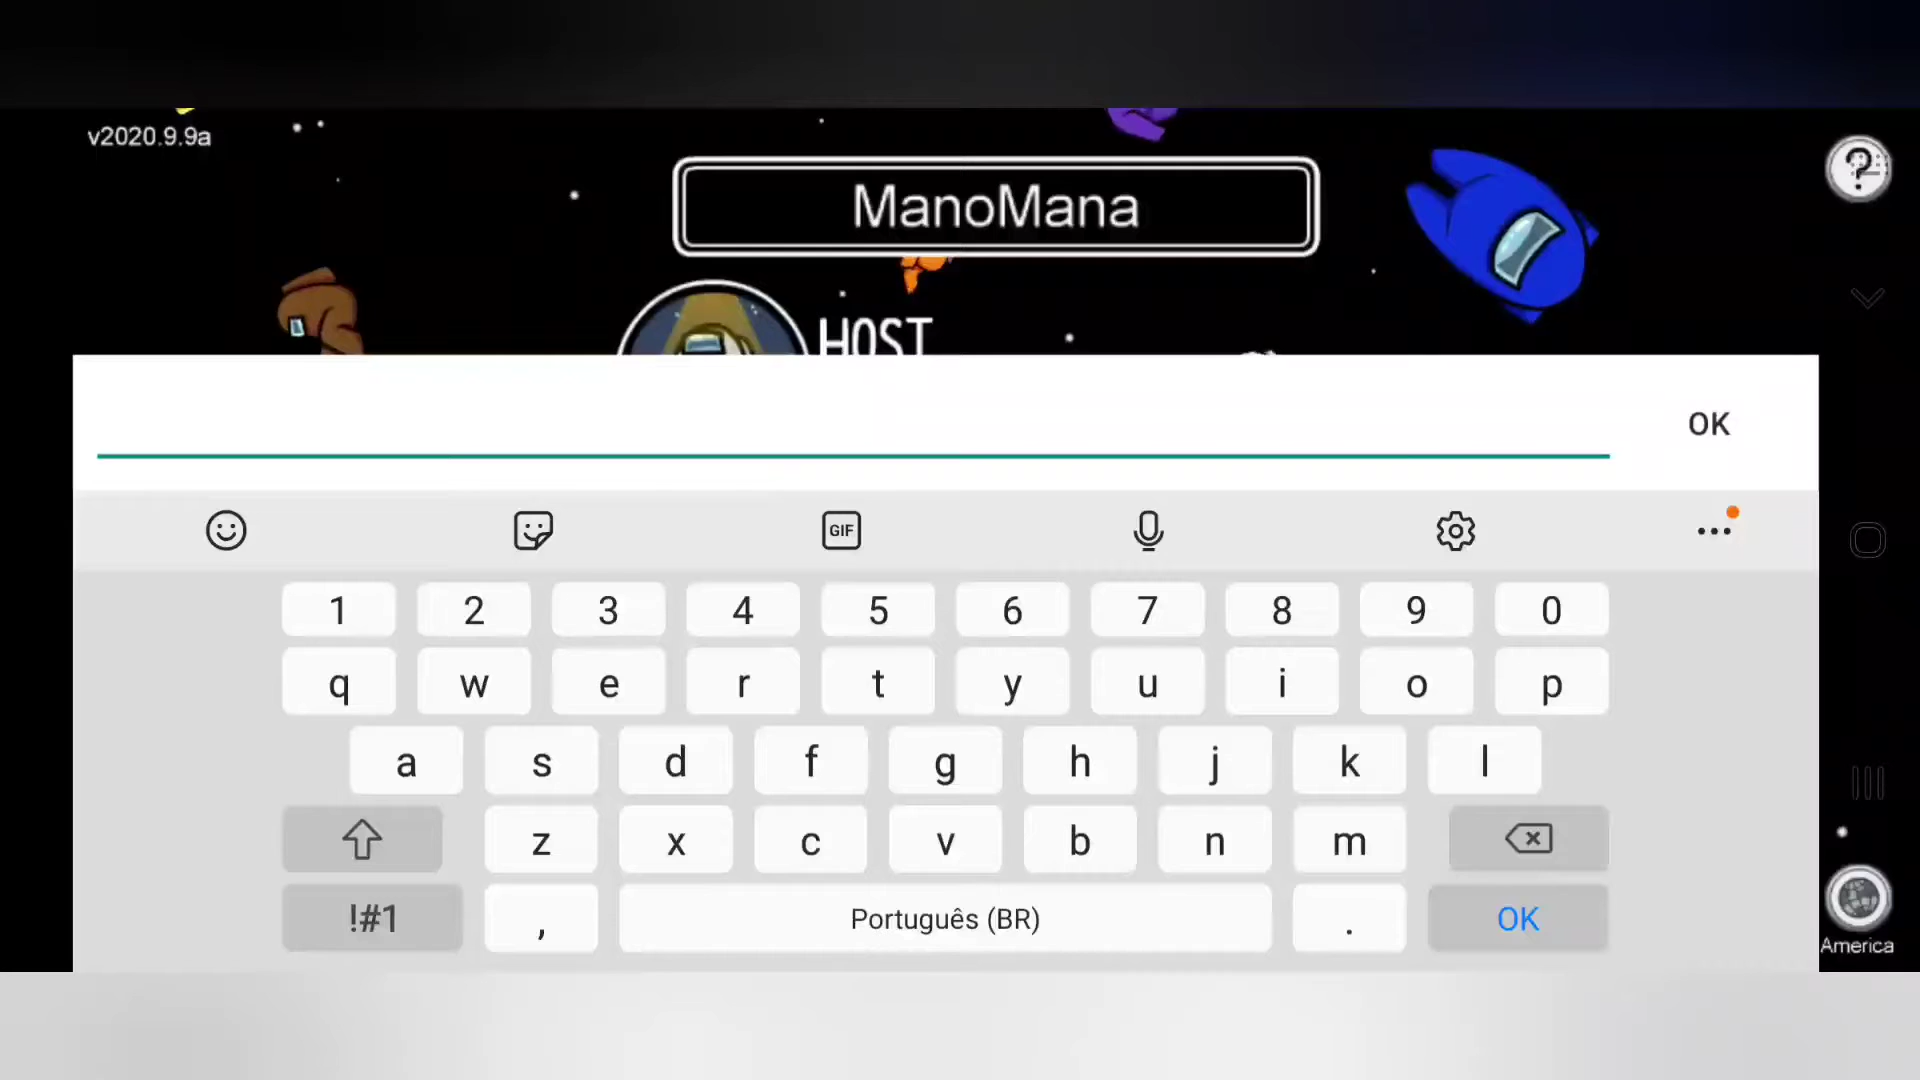 v2020.9.9a
ManoMana
HOST
OK
GIF
1 2 3 4 5 6 7 8 9 0
q w e r t y u i o p
a s d f g h j k l
z x c v b n m
!#1 , Português (BR) . OK
America